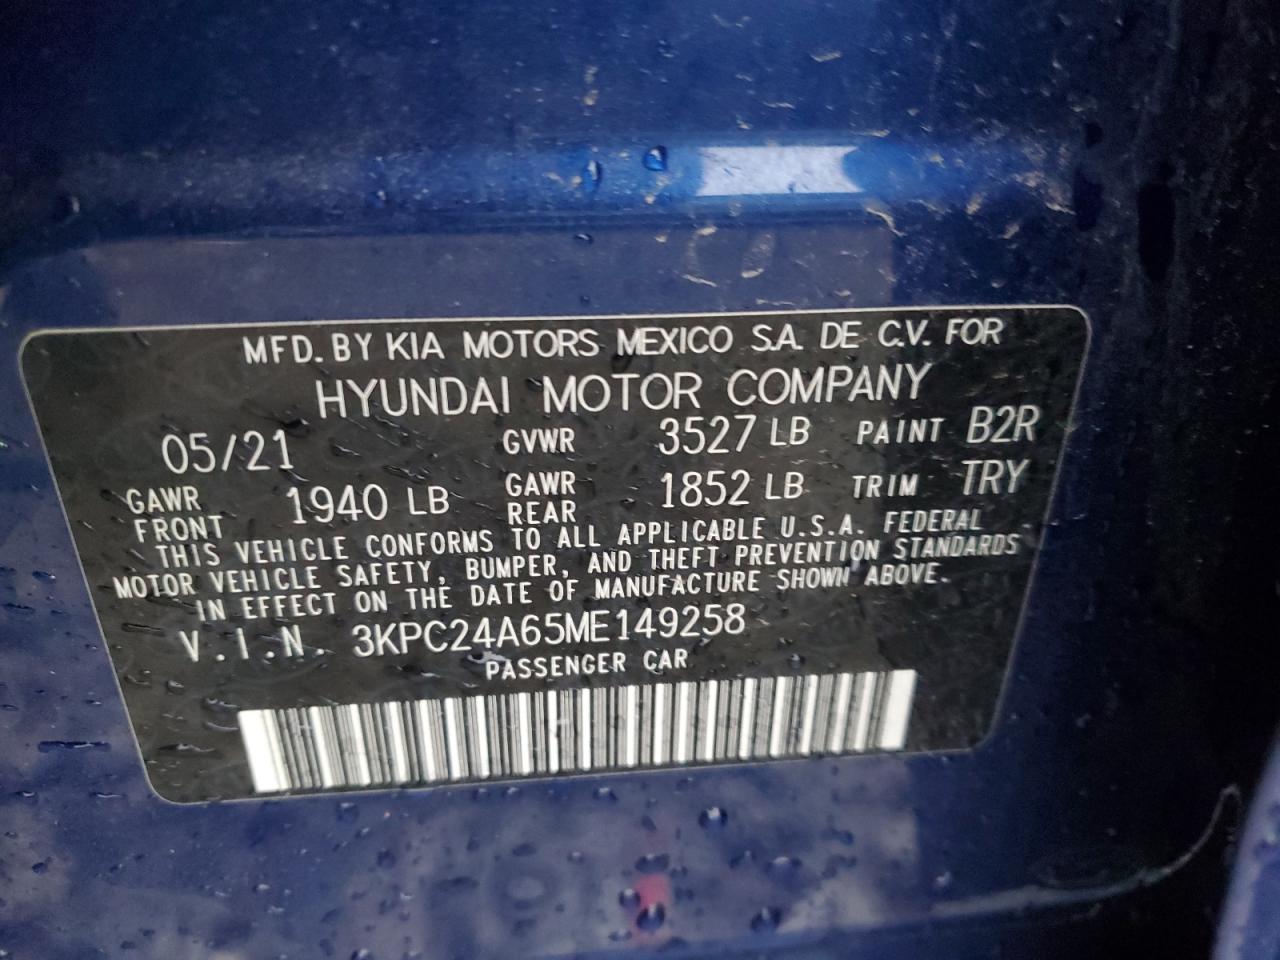 MFD. BY KIA MOTORS MEXICO S.A. DE C.V. FOR
HYUNDAI MOTOR COMPANY
05/21 GVWR 3527 LB PAINT B2R
GAWR FRONT 1940 LB GAWR REAR 1852 LB TRIM TRY
THIS VEHICLE CONFORMS TO ALL APPLICABLE U.S.A. FEDERAL
MOTOR VEHICLE SAFETY, BUMPER, AND THEFT PREVENTION STANDARDS
IN EFFECT ON THE DATE OF MANUFACTURE SHOWN ABOVE.
V.I.N. 3KPC24A65ME149258
PASSENGER CAR